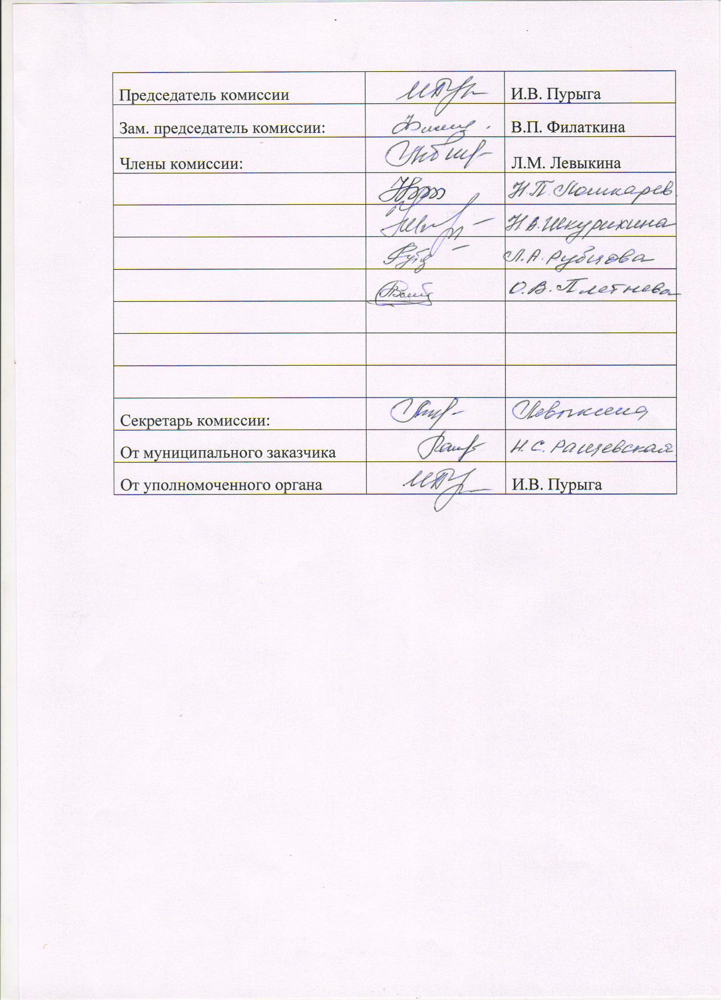 Председатель комиссии И.В. Пурыга
Зам. председатель комиссии: В.П. Филаткина
Члены комиссии: Л.М. Левыкина
Н.П. Пошкарев
Н.В. Шкурихина
Л.А. Рубцова
О.В. Плетнева
Секретарь комиссии: Левыкина
От муниципального заказчика Н.С. Ращевская
От уполномоченного органа И.В. Пурыга